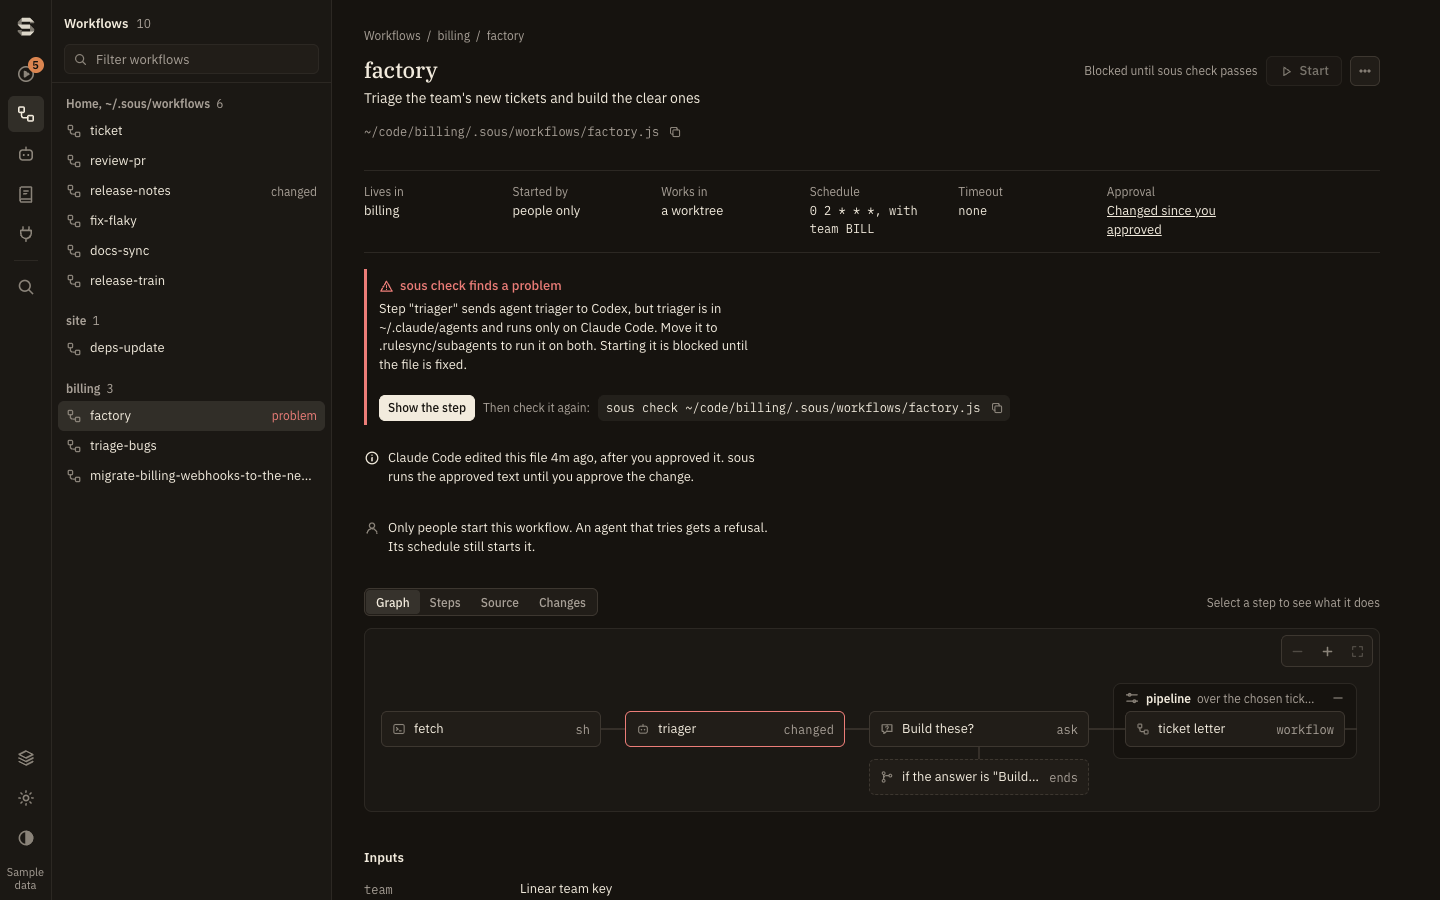 Workflows 10
Filter workflows
5
Home, ~/.sous/workflows 6
ticket
review-pr
release-notes changed
fix-flaky
docs-sync
release-train
site 1
deps-update
billing 3
factory problem
triage-bugs
migrate-billing-webhooks-to-the-ne...
Sample
data
Workflows / billing / factory
factory
Blocked until sous check passes Start
Triage the team's new tickets and build the clear ones
~/code/billing/.sous/workflows/factory.js
Lives in
billing
Started by
people only
Works in
a worktree
Schedule
0 2 * * *, with
team BILL
Timeout
none
Approval
Changed since you
approved
sous check finds a problem
Step "triager" sends agent triager to Codex, but triager is in
~/.claude/agents and runs only on Claude Code. Move it to
.rulesync/subagents to run it on both. Starting it is blocked until
the file is fixed.
Show the step Then check it again: sous check ~/code/billing/.sous/workflows/factory.js
Claude Code edited this file 4m ago, after you approved it. sous
runs the approved text until you approve the change.
Only people start this workflow. An agent that tries gets a refusal.
Its schedule still starts it.
Graph Steps Source Changes
Select a step to see what it does
pipeline over the chosen tick...
fetch sh
triager changed
Build these? ask
ticket letter workflow
if the answer is "Build... ends
Inputs
team Linear team key